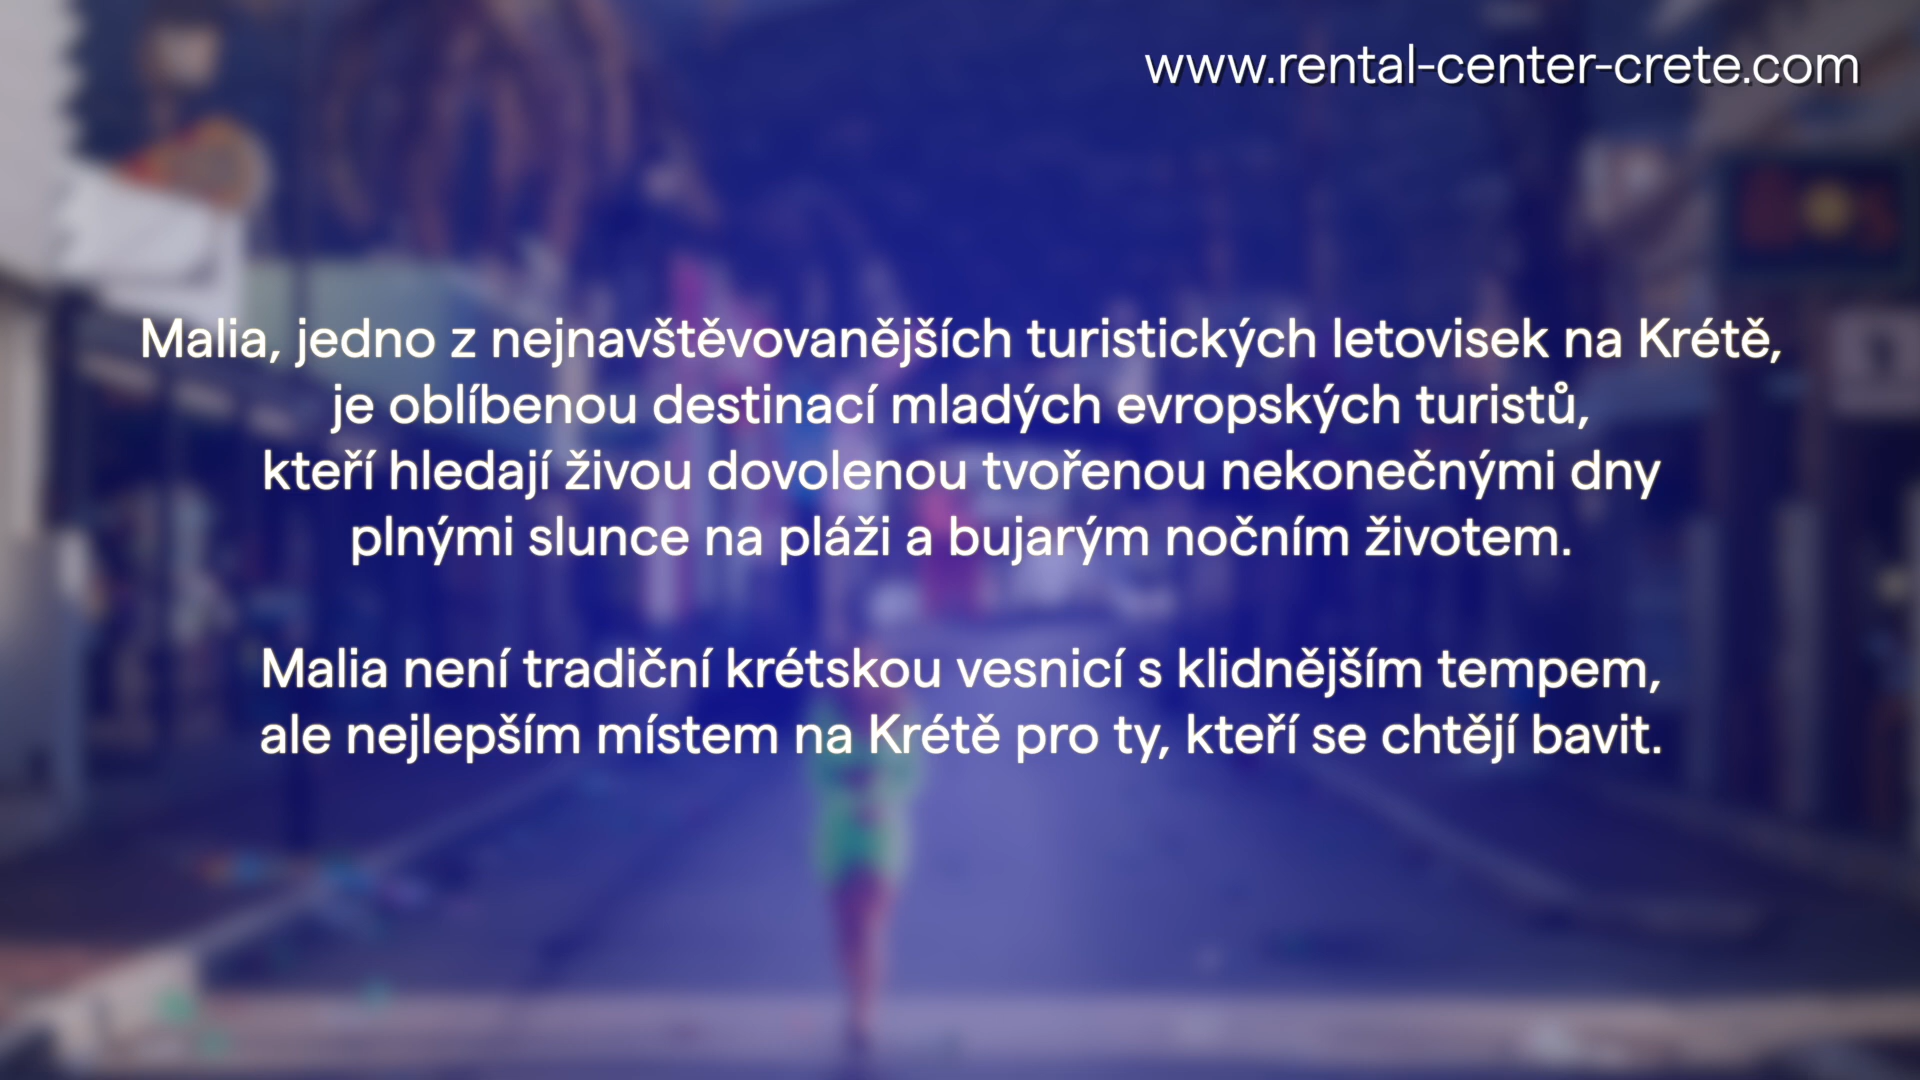 www.rental-center-crete.com
Malia, jedno z nejnavštěvovanějších turistických letovisek na Krétě,
je oblíbenou destinací mladých evropských turistů,
kteří hledají živou dovolenou tvořenou nekonečnými dny
plnými slunce na pláži a bujarým nočním životem.
Malia není tradiční krétskou vesnicí s klidnějším tempem,
ale nejlepším místem na Krétě pro ty, kteří se chtějí bavit.